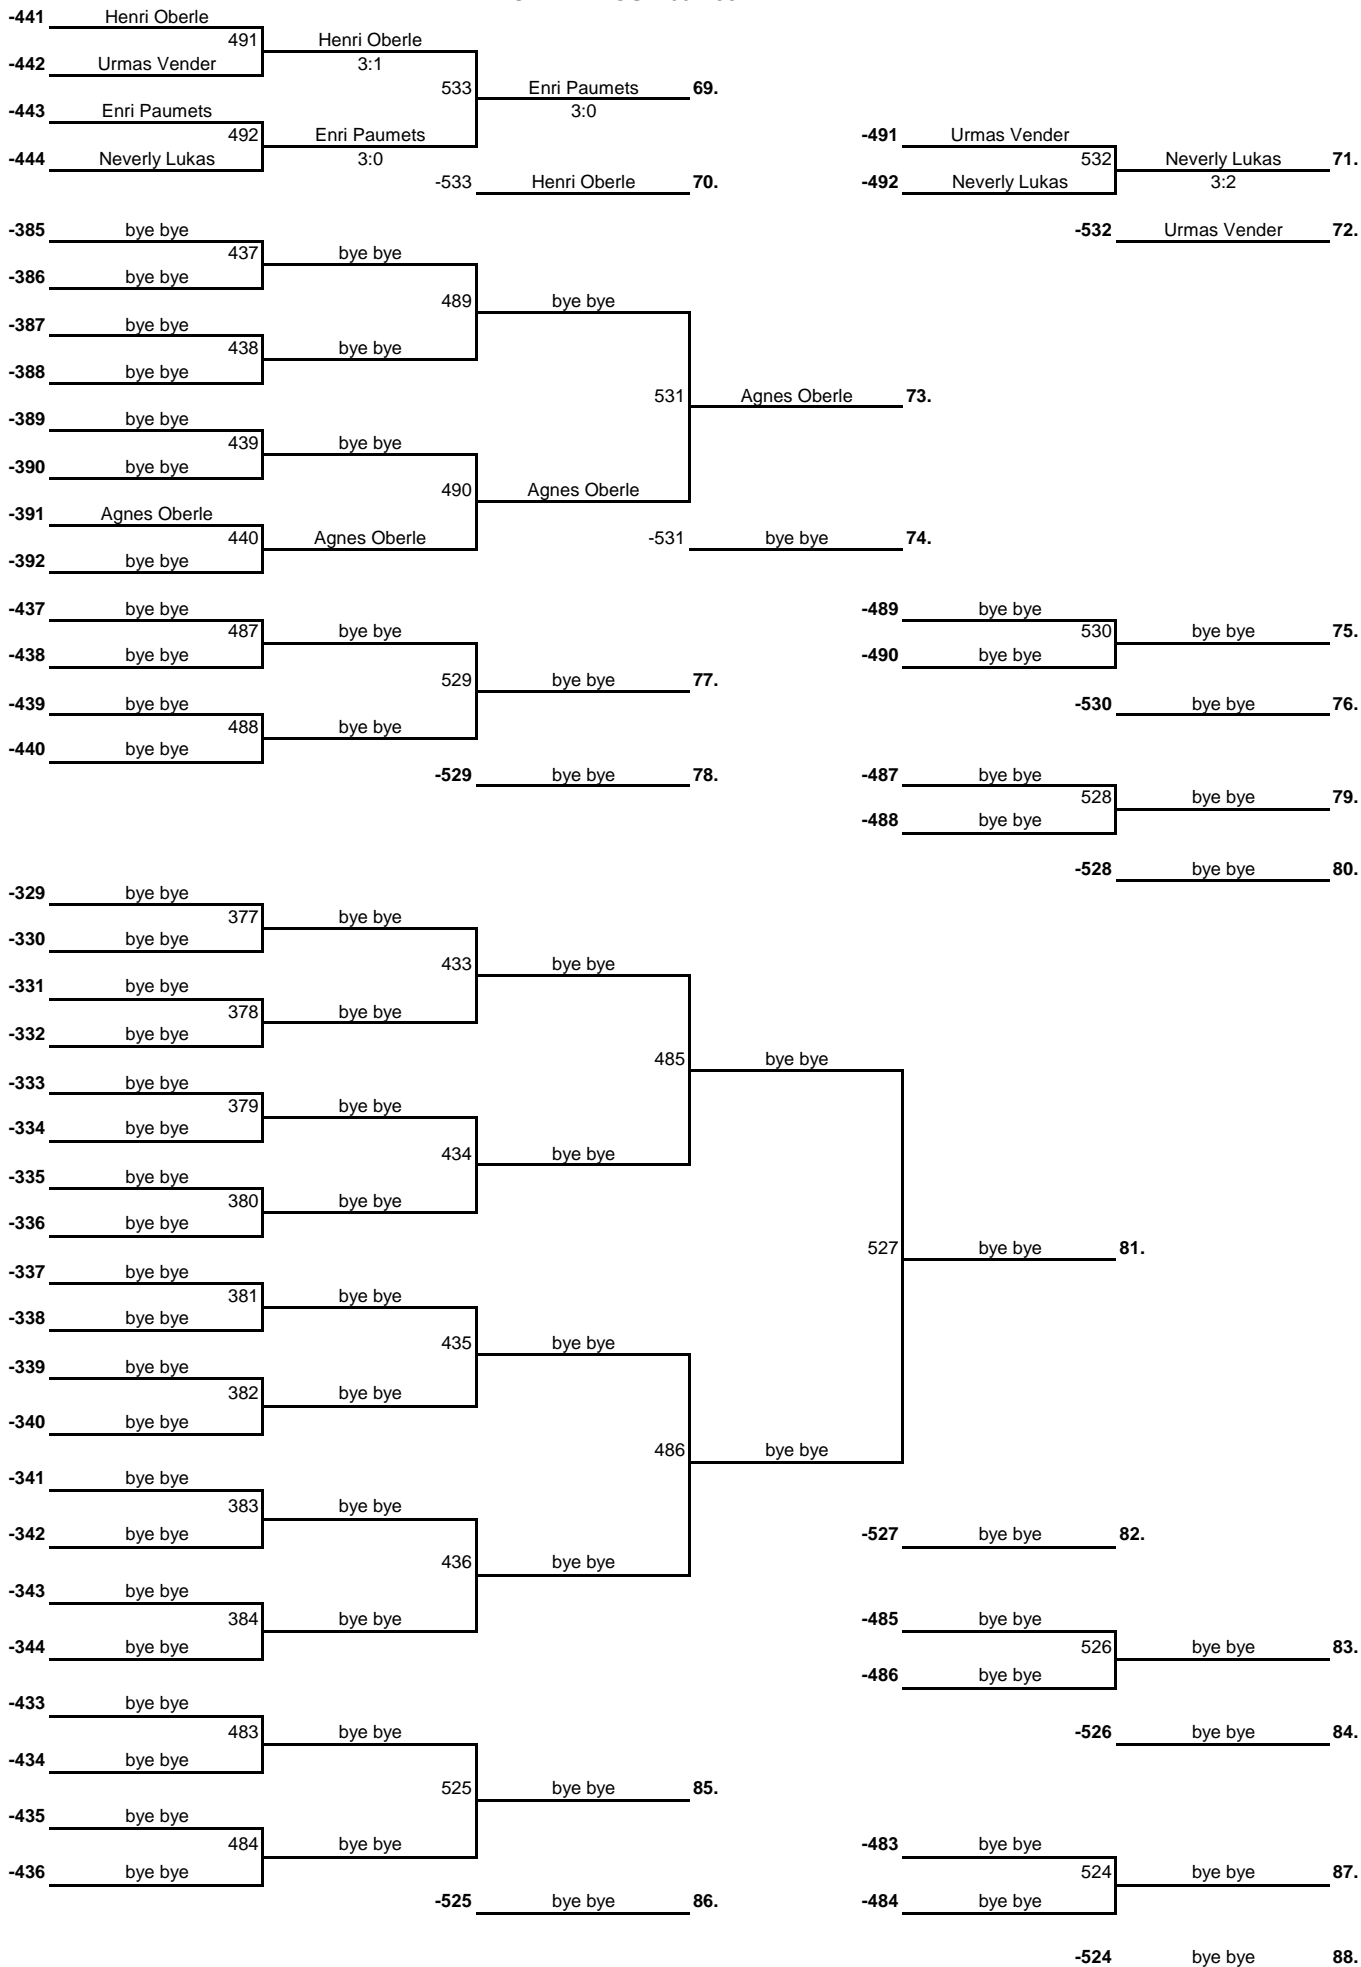 -441 Henri Oberle
491 Henri Oberle
-442 Urmas Vender 3:1
533 Enri Paumets 69.
-443 Enri Paumets 3:0
492 Enri Paumets -491 Urmas Vender
-444 Neverly Lukas 3:0 532 Neverly Lukas 71.
-533 Henri Oberle 70. -492 Neverly Lukas 3:2
-385 bye bye -532 Urmas Vender 72.
437 bye bye
-386 bye bye
489 bye bye
-387 bye bye
438 bye bye
-388 bye bye
531 Agnes Oberle 73.
-389 bye bye
439 bye bye
-390 bye bye
490 Agnes Oberle
-391 Agnes Oberle
440 Agnes Oberle -531 bye bye 74.
-392 bye bye
-437 bye bye -489 bye bye
487 bye bye 530 bye bye 75.
-438 bye bye -490 bye bye
529 bye bye 77.
-439 bye bye -530 bye bye 76.
488 bye bye
-440 bye bye
-529 bye bye 78. -487 bye bye
528 bye bye 79.
-488 bye bye
-528 bye bye 80.
-329 bye bye
377 bye bye
-330 bye bye
433 bye bye
-331 bye bye
378 bye bye
-332 bye bye
485 bye bye
-333 bye bye
379 bye bye
-334 bye bye
434 bye bye
-335 bye bye
380 bye bye
-336 bye bye
527 bye bye 81.
-337 bye bye
381 bye bye
-338 bye bye
435 bye bye
-339 bye bye
382 bye bye
-340 bye bye
486 bye bye
-341 bye bye
383 bye bye
-342 bye bye -527 bye bye 82.
436 bye bye
-343 bye bye
384 bye bye -485 bye bye
-344 bye bye 526 bye bye 83.
-486 bye bye
-433 bye bye
483 bye bye -526 bye bye 84.
-434 bye bye
525 bye bye 85.
-435 bye bye
484 bye bye -483 bye bye
-436 bye bye 524 bye bye 87.
-525 bye bye 86. -484 bye bye
-524 bye bye 88.